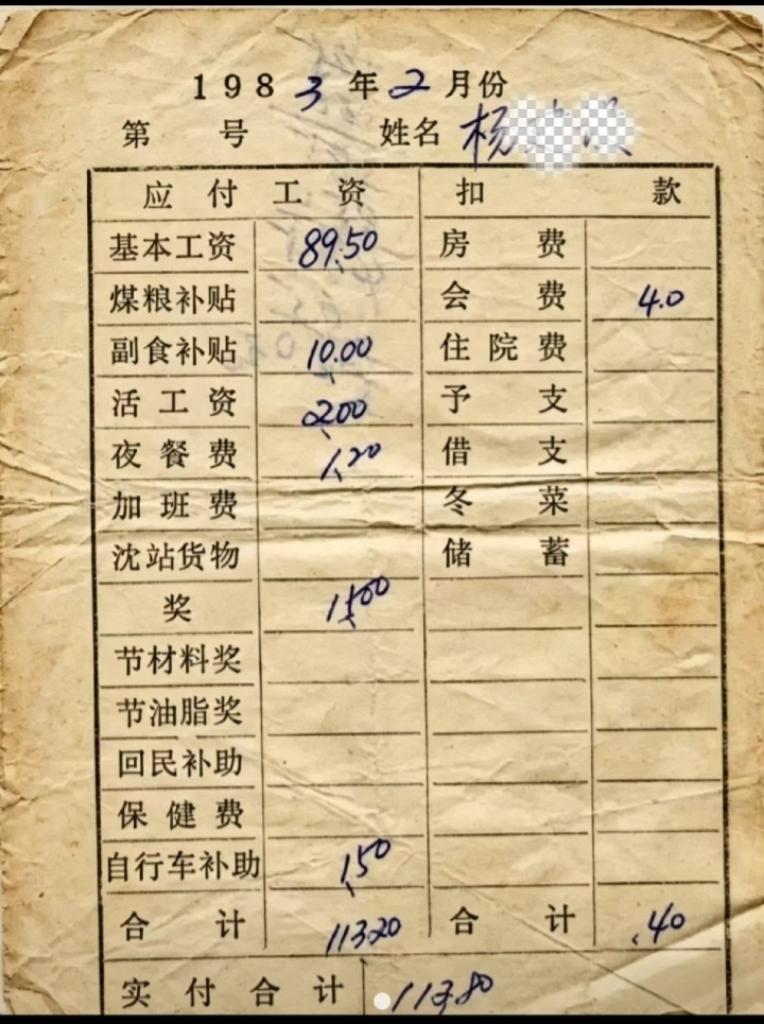 1983年2月份
第 号 姓名 杨
应付工资 扣款
基本工资 89.50 房费
煤粮补贴 会费 4.0
副食补贴 10.00 住院费
活工资 2.00 予支
夜餐费 1.20 借支
加班费 冬菜
沈站货物 储蓄
奖 15.00
节材料奖
节油脂奖
回民补助
保健费
自行车补助 1.50
合计 113.20 合计 .40
实付合计 113.80